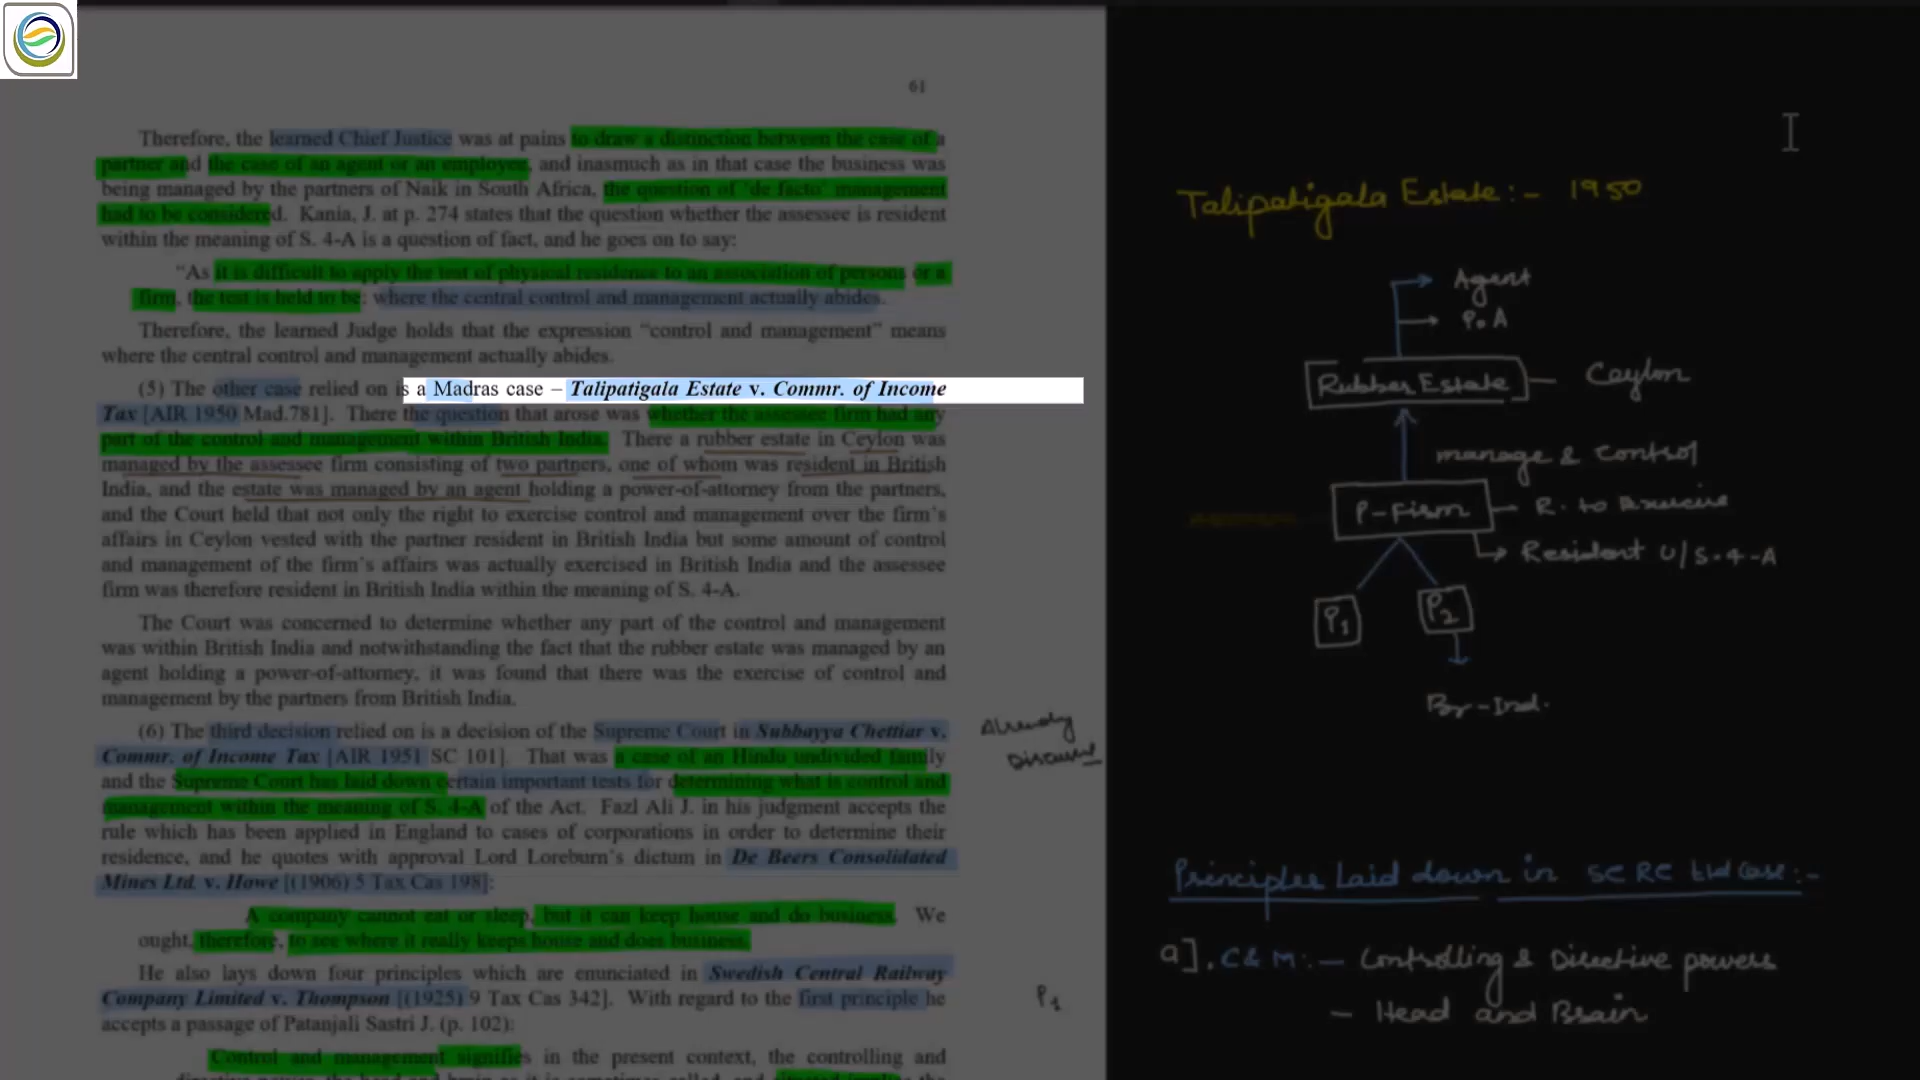 61
Therefore, the learned Chief Justice was at pains to draw a distinction between the case of a
partner and the case of an agent or an employee, and inasmuch as in that case the business was
being managed by the partners of Naik in South Africa, the question of 'de facto' management
had to be considered. Kania, J. at p. 274 states that the question whether the assessee is resident
within the meaning of S. 4-A is a question of fact, and he goes on to say:
"As it is difficult to apply the test of physical residence to an association of persons or a
firm, the test is held to be: where the central control and management actually abides.
Therefore, the learned Judge holds that the expression "control and management" means
where the central control and management actually abides.
(5) The other case relied on is a Madras case – Talipatigala Estate v. Commr. of Income
Tax [AIR 1950 Mad.781]. There the question that arose was whether the assessee firm had any
part of the control and management within British India. There a rubber estate in Ceylon was
managed by the assessee firm consisting of two partners, one of whom was resident in British
India, and the estate was managed by an agent holding a power-of-attorney from the partners,
and the Court held that not only the right to exercise control and management over the firm's
affairs in Ceylon vested with the partner resident in British India but some amount of control
and management of the firm's affairs was actually exercised in British India and the assessee
firm was therefore resident in British India within the meaning of S. 4-A.
The Court was concerned to determine whether any part of the control and management
was within British India and notwithstanding the fact that the rubber estate was managed by an
agent holding a power-of-attorney, it was found that there was the exercise of control and
management by the partners from British India.
(6) The third decision relied on is a decision of the Supreme Court in Subbayya Chettiar v.
Commr. of Income Tax [AIR 1951 SC 101]. That was a case of an Hindu undivided family
and the Supreme Court has laid down certain important tests for determining what is control and
management within the meaning of S. 4-A of the Act. Fazl Ali J. in his judgment accepts the
rule which has been applied in England to cases of corporations in order to determine their
residence, and he quotes with approval Lord Loreburn's dictum in De Beers Consolidated
Mines Ltd. v. Howe [(1906) 5 Tax Cas 198]:
A company cannot eat or sleep, but it can keep house and do business. We
ought, therefore, to see where it really keeps house and does business.
He also lays down four principles which are enunciated in Swedish Central Railway
Company Limited v. Thompson [(1925) 9 Tax Cas 342]. With regard to the first principle he
accepts a passage of Patanjali Sastri J. (p. 102):
Control and management signifies in the present context, the controlling and
Already
P1
Talipatigala Estate:- 1950
Agent
P.A
Rubber Estate
Ceylon
manage & Control
P-Firm
R. to Exercise
Resident U/S-4-A
P1
P2
Br-Ind.
Principles Laid down in SC RC Ltd Case:-
a]. C & M:- Controlling & Directive powers
- Head and Brain